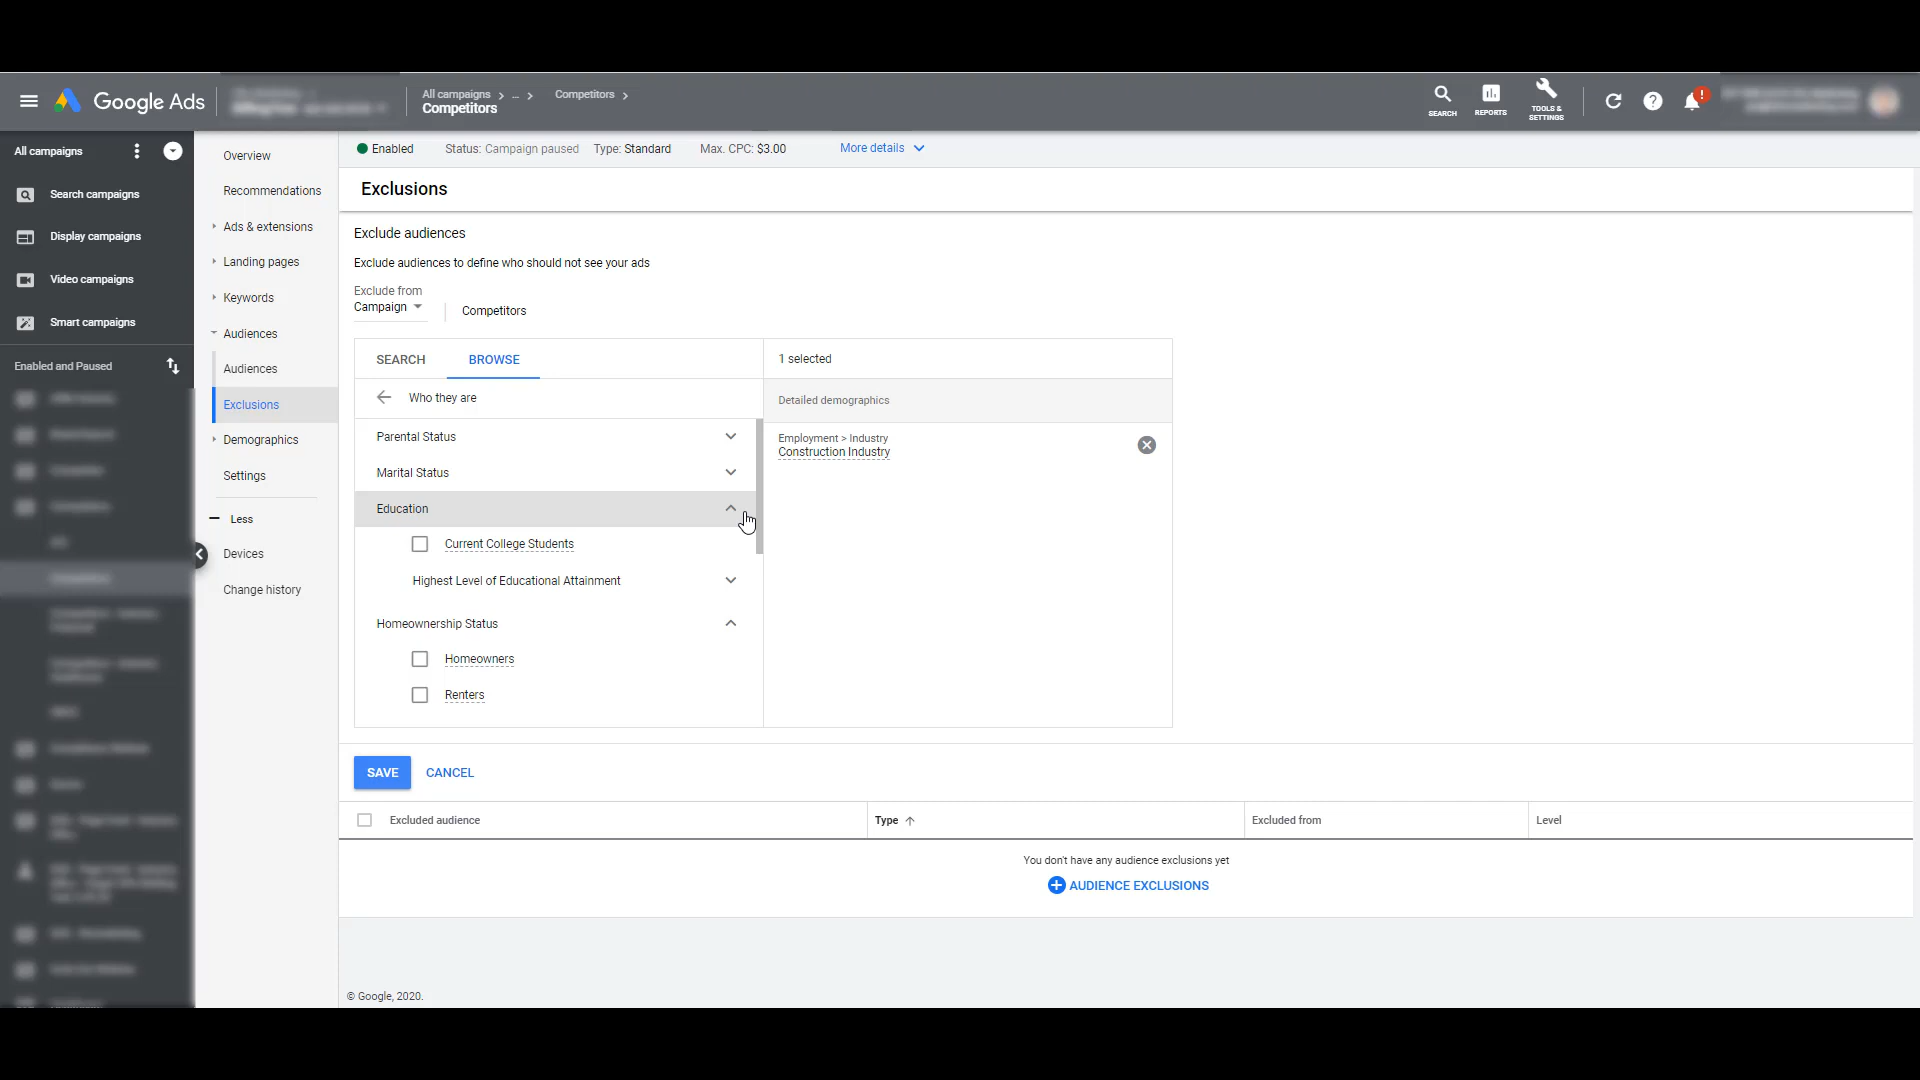 Google Ads
All campaigns > ... >
Competitors >
Competitors
SEARCH
REPORTS
TOOLS &
SETTINGS
!
All campaigns
Search campaigns
Display campaigns
Video campaigns
Smart campaigns
Enabled and Paused
Overview
Recommendations
Ads & extensions
Landing pages
Keywords
Audiences
Audiences
Exclusions
Demographics
Settings
Less
Devices
Change history
Enabled
Status: Campaign paused
Type: Standard
Max. CPC: $3.00
More details
Exclusions
Exclude audiences
Exclude audiences to define who should not see your ads
Exclude from
Campaign
Competitors
SEARCH
BROWSE
Who they are
Parental Status
Marital Status
Education
Current College Students
Highest Level of Educational Attainment
Homeownership Status
Homeowners
Renters
1 selected
Detailed demographics
Employment > Industry
Construction Industry
SAVE
CANCEL
Excluded audience
Type
Excluded from
Level
You don't have any audience exclusions yet
AUDIENCE EXCLUSIONS
© Google, 2020.